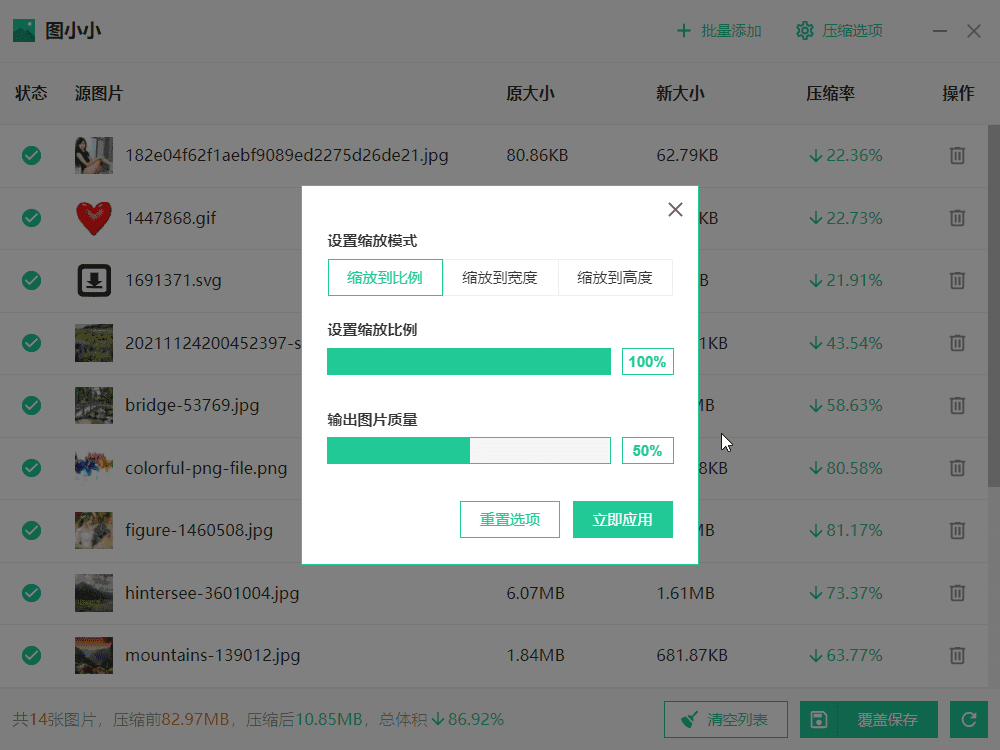 图小小
批量添加 压缩选项
状态 源图片 原大小 新大小 压缩率 操作
182e04f62f1aebf9089ed2275d26de21.jpg 80.86KB 62.79KB 22.36%
1447868.gif KB 22.73%
1691371.svg B 21.91%
20211124200452397-s 1KB 43.54%
bridge-53769.jpg MB 58.63%
colorful-png-file.png 8KB 80.58%
figure-1460508.jpg MB 81.17%
hintersee-3601004.jpg 6.07MB 1.61MB 73.37%
mountains-139012.jpg 1.84MB 681.87KB 63.77%
设置缩放模式
缩放到比例 缩放到宽度 缩放到高度
设置缩放比例
100%
输出图片质量
50%
重置选项 立即应用
共14张图片，压缩前82.97MB，压缩后10.85MB，总体积86.92%
清空列表 覆盖保存